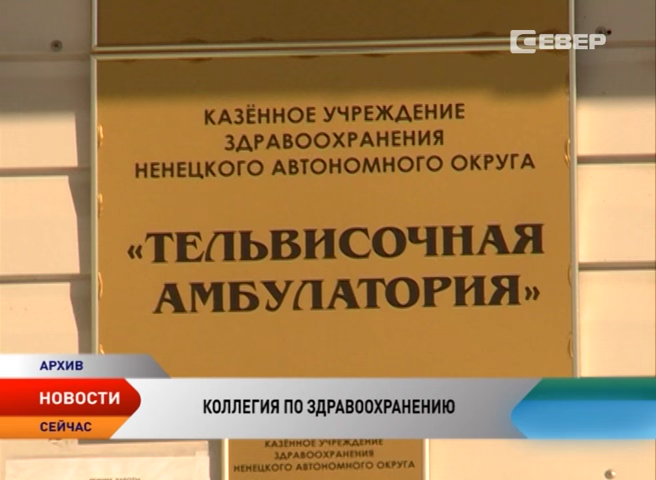 СЕВЕР
КАЗЁННОЕ УЧРЕЖДЕНИЕ
ЗДРАВООХРАНЕНИЯ
НЕНЕЦКОГО АВТОНОМНОГО ОКРУГА
«ТЕЛЬВИСОЧНАЯ
АМБУЛАТОРИЯ»
АРХИВ
НОВОСТИ
КОЛЛЕГИЯ ПО ЗДРАВООХРАНЕНИЮ
СЕЙЧАС
КАЗЁННОЕ УЧРЕЖДЕНИЕ
ЗДРАВООХРАНЕНИЯ
НЕНЕЦКОГО АВТОНОМНОГО ОКРУГА